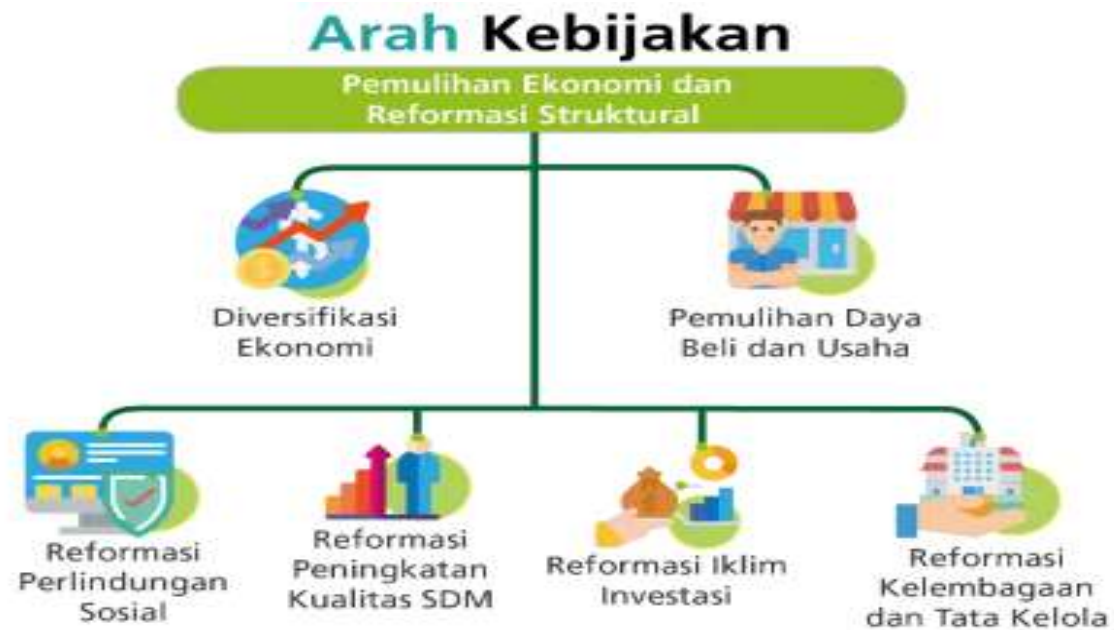 Arah Kebijakan
Pemulihan Ekonomi dan
Reformasi Struktural
Diversifikasi
Ekonomi
Pemulihan Daya
Beli dan Usaha
Reformasi
Perlindungan
Sosial
Reformasi
Peningkatan
Kualitas SDM
Reformasi Iklim
Investasi
Reformasi
Kelembagaan
dan Tata Kelola